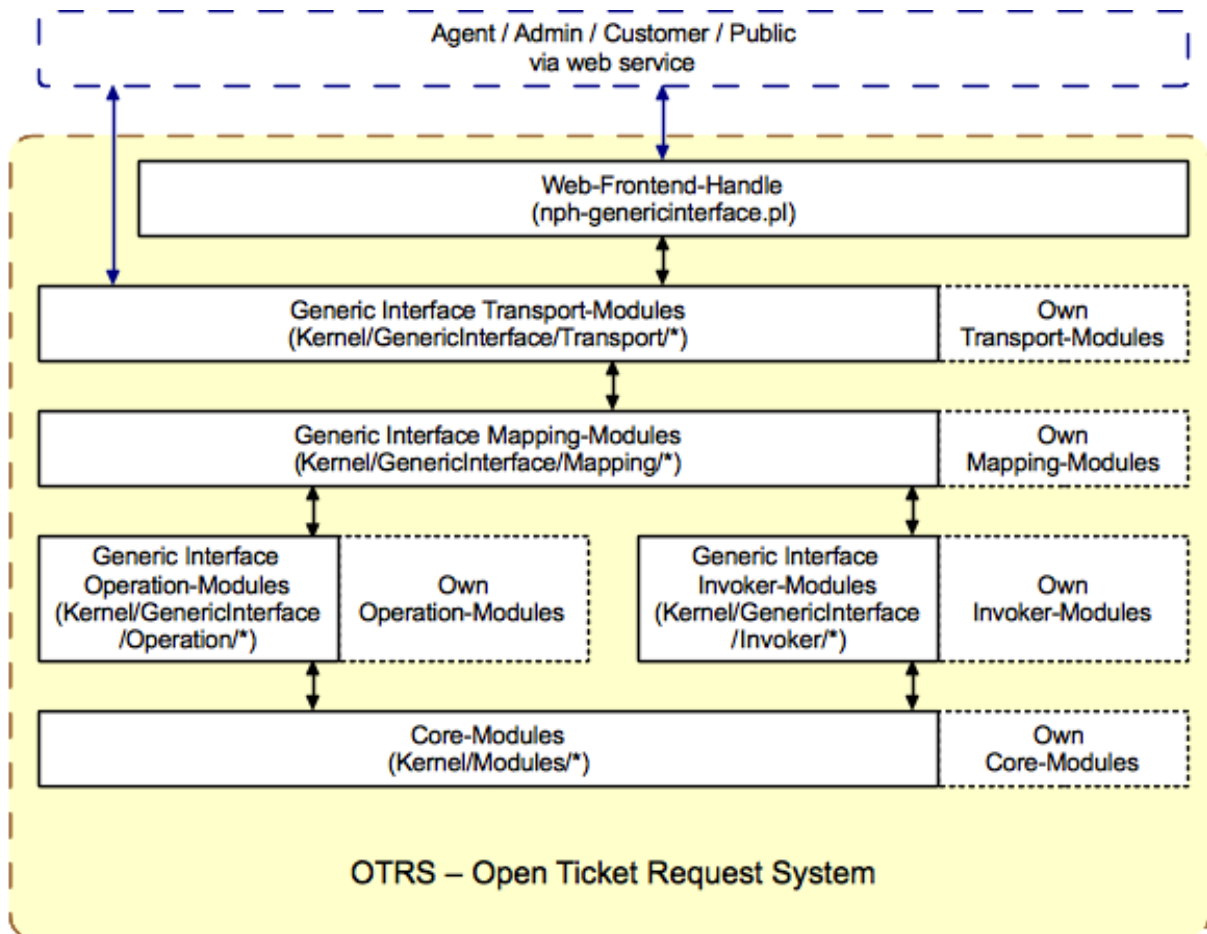 Agent / Admin / Customer / Public
via web service
Web-Frontend-Handle
(nph-genericinterface.pl)
Generic Interface Transport-Modules
(Kernel/GenericInterface/Transport/*)
Own
Transport-Modules
Generic Interface Mapping-Modules
(Kernel/GenericInterface/Mapping/*)
Own
Mapping-Modules
Generic Interface
Operation-Modules
(Kernel/GenericInterface
/Operation/*)
Own
Operation-Modules
Generic Interface
Invoker-Modules
(Kernel/GenericInterface
/Invoker/*)
Own
Invoker-Modules
Core-Modules
(Kernel/Modules/*)
Own
Core-Modules
OTRS – Open Ticket Request System